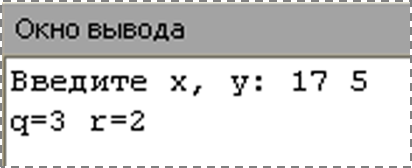 Окно вывода
Введите x, y: 17 5
q=3 r=2